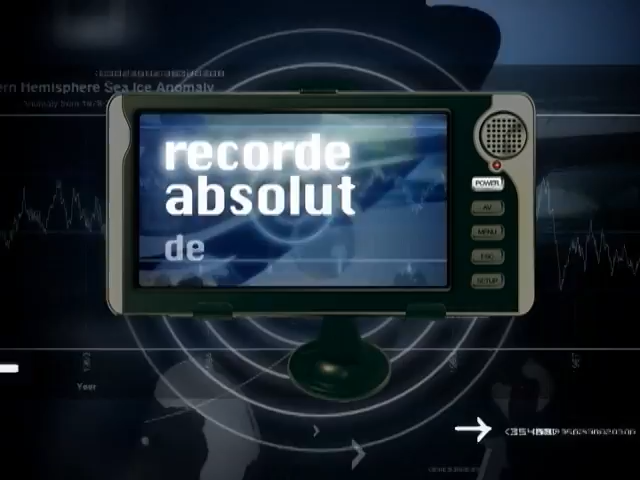 ern Hemisphere Sea Ice Anomaly
recorde
absolut
de
POWER
AV
MENU
ESC
SETUP
Year